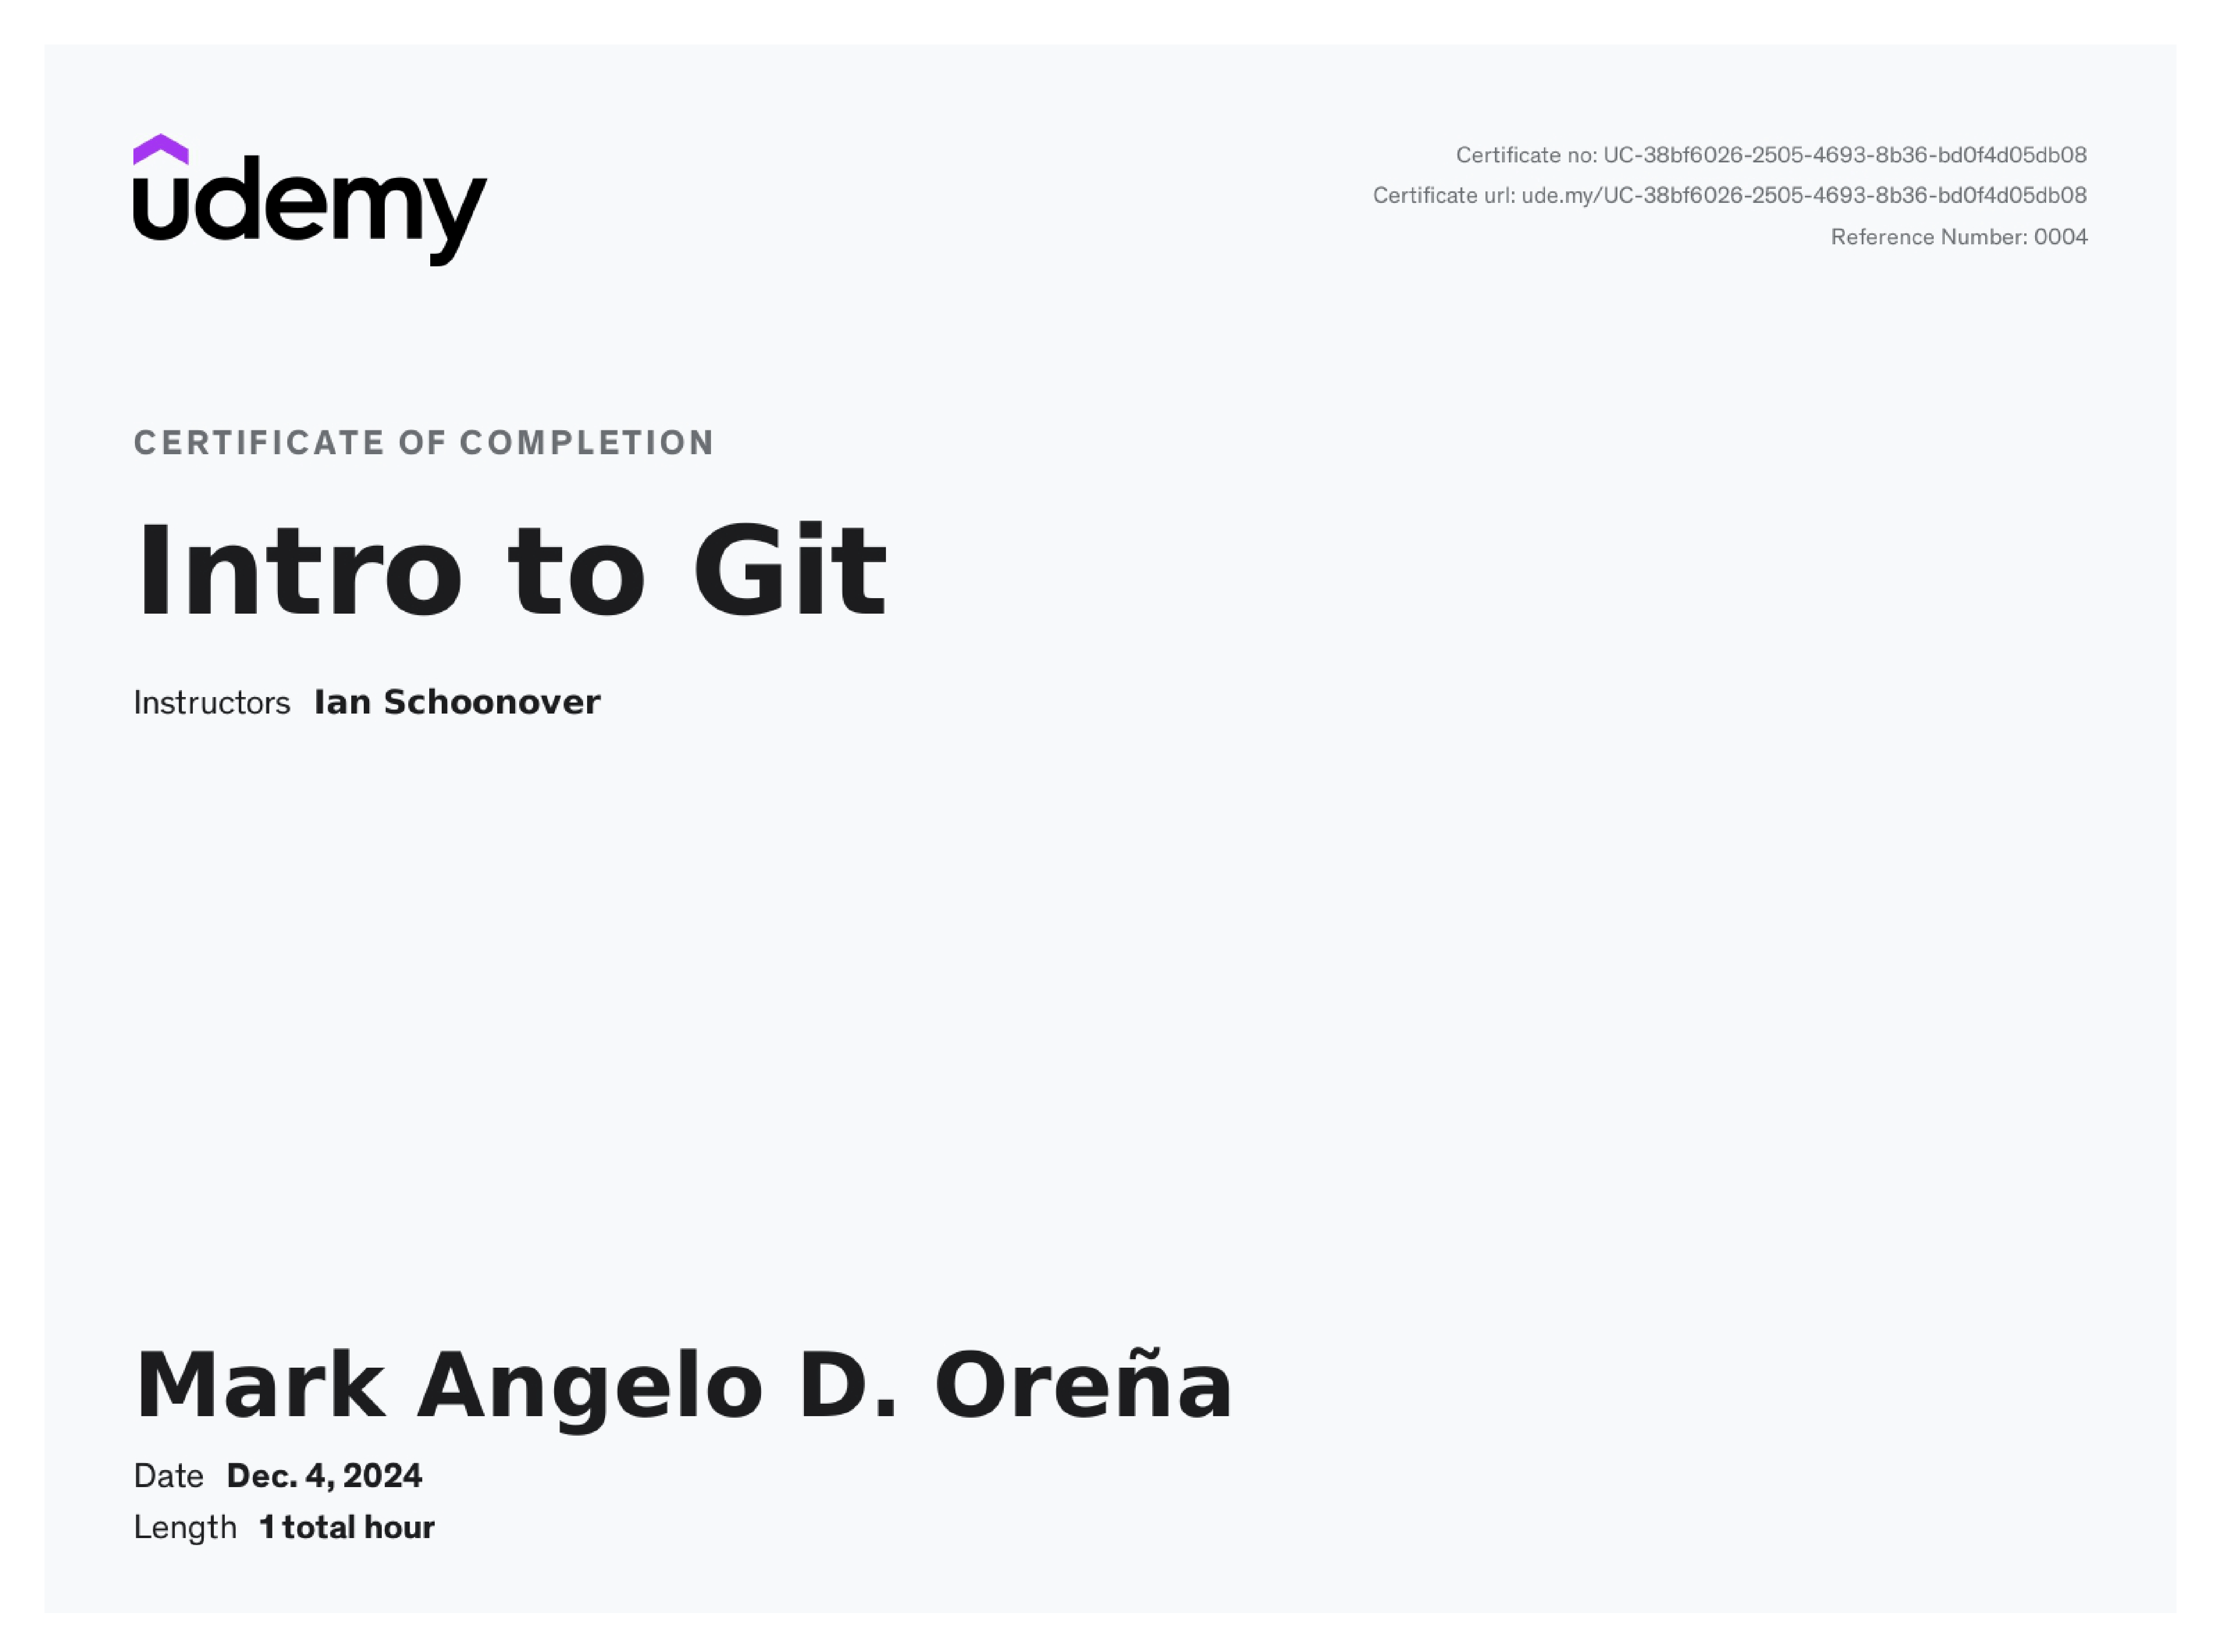 udemy
Certificate no: UC-38bf6026-2505-4693-8b36-bd0f4d05db08
Certificate url: ude.my/UC-38bf6026-2505-4693-8b36-bd0f4d05db08
Reference Number: 0004
CERTIFICATE OF COMPLETION
Intro to Git
Instructors Ian Schoonover
Mark Angelo D. Oreña
Date Dec. 4, 2024
Length 1 total hour